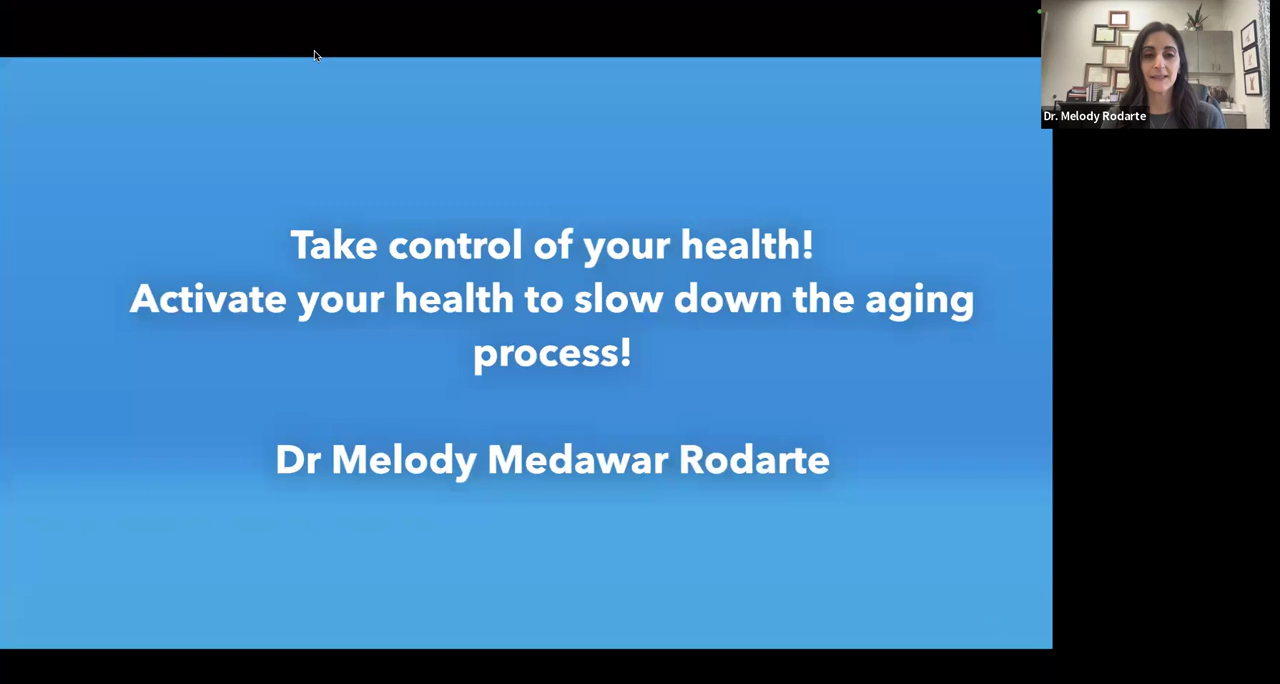 Dr. Melody Rodarte
Take control of your health!
Activate your health to slow down the aging
process!
Dr Melody Medawar Rodarte